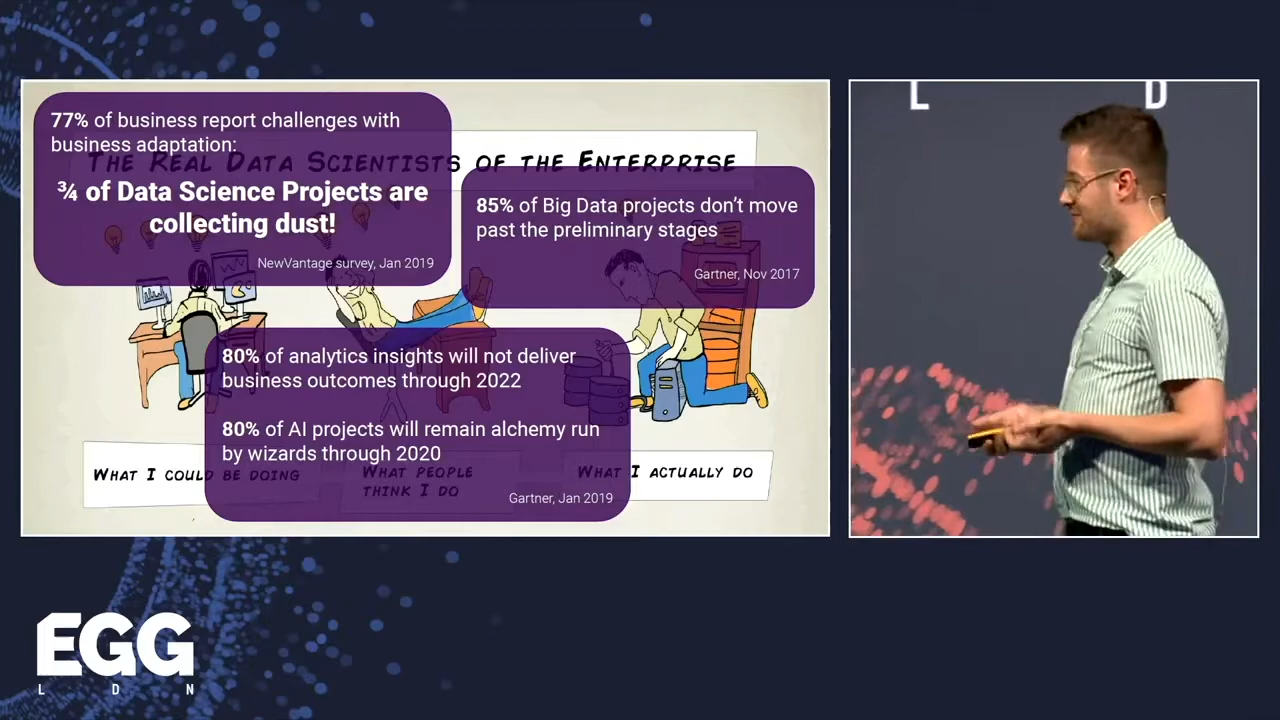 77% of business report challenges with
business adaptation:
THE REAL DATA SCIENTISTS OF THE ENTERPRISE
¾ of Data Science Projects are
collecting dust!
NewVantage survey, Jan 2019
85% of Big Data projects don't move
past the preliminary stages
Gartner, Nov 2017
80% of analytics insights will not deliver
business outcomes through 2022
80% of AI projects will remain alchemy run
by wizards through 2020
Gartner, Jan 2019
WHAT I COULD BE DOING
WHAT PEOPLE
THINK I DO
WHAT I ACTUALLY DO
L D
EGG
L D N